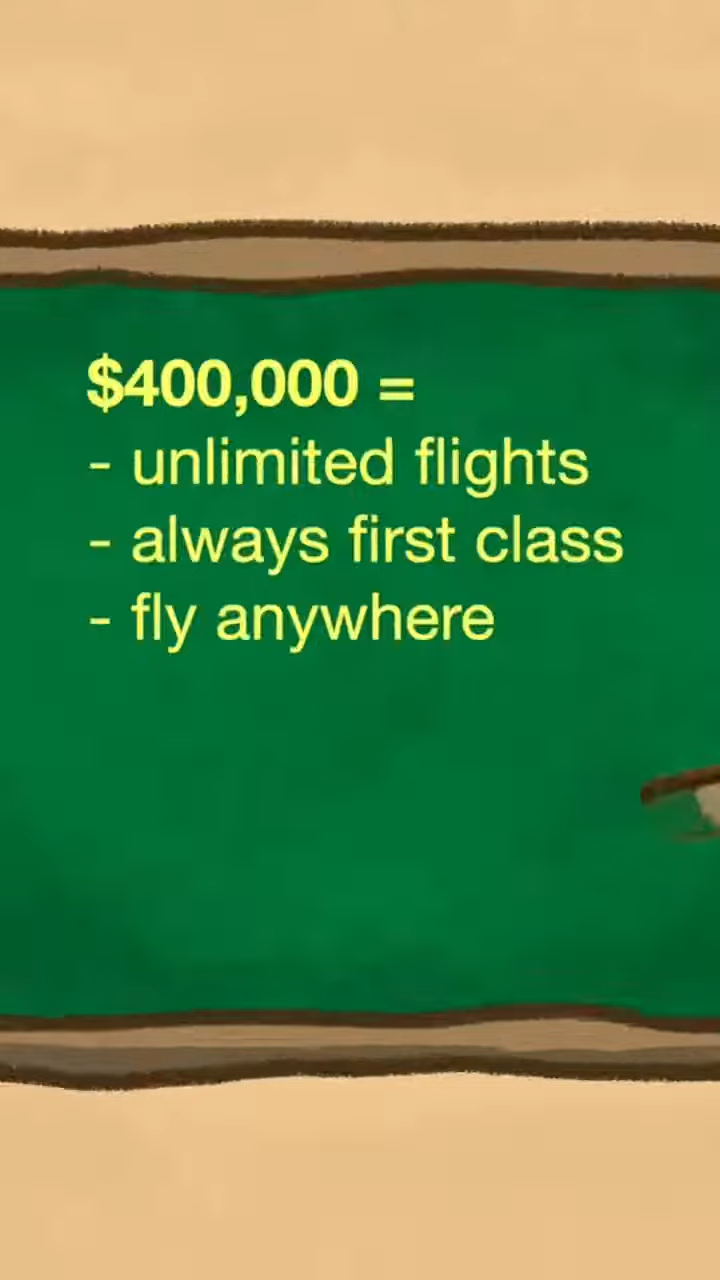 $400,000 =
- unlimited flights
- always first class
- fly anywhere